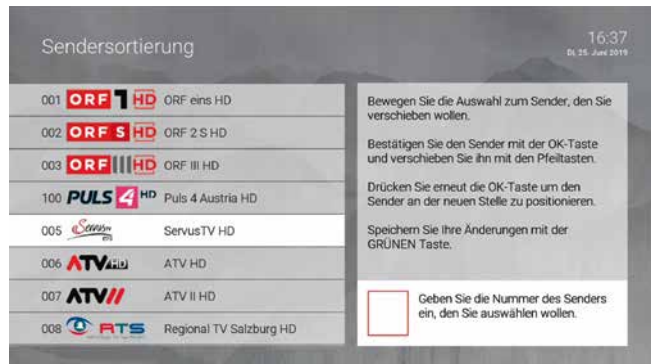 Sendersortierung
16:37
Di, 25. Juni 2019
001 ORF 1 HD ORF eins HD
002 ORF S HD ORF 2 S HD
003 ORF III HD ORF III HD
100 PULS 4 HD Puls 4 Austria HD
005 Servus ServusTV HD
006 ATV HD ATV HD
007 ATV II ATV II HD
008 RTS Regional TV Salzburg HD
Bewegen Sie die Auswahl zum Sender, den Sie
verschieben wollen.
Bestätigen Sie den Sender mit der OK-Taste
und verschieben Sie ihn mit den Pfeiltasten.
Drücken Sie erneut die OK-Taste um den
Sender an der neuen Stelle zu positionieren.
Speichern Sie Ihre Änderungen mit der
GRÜNEN Taste.
Geben Sie die Nummer des Senders
ein, den Sie auswählen wollen.